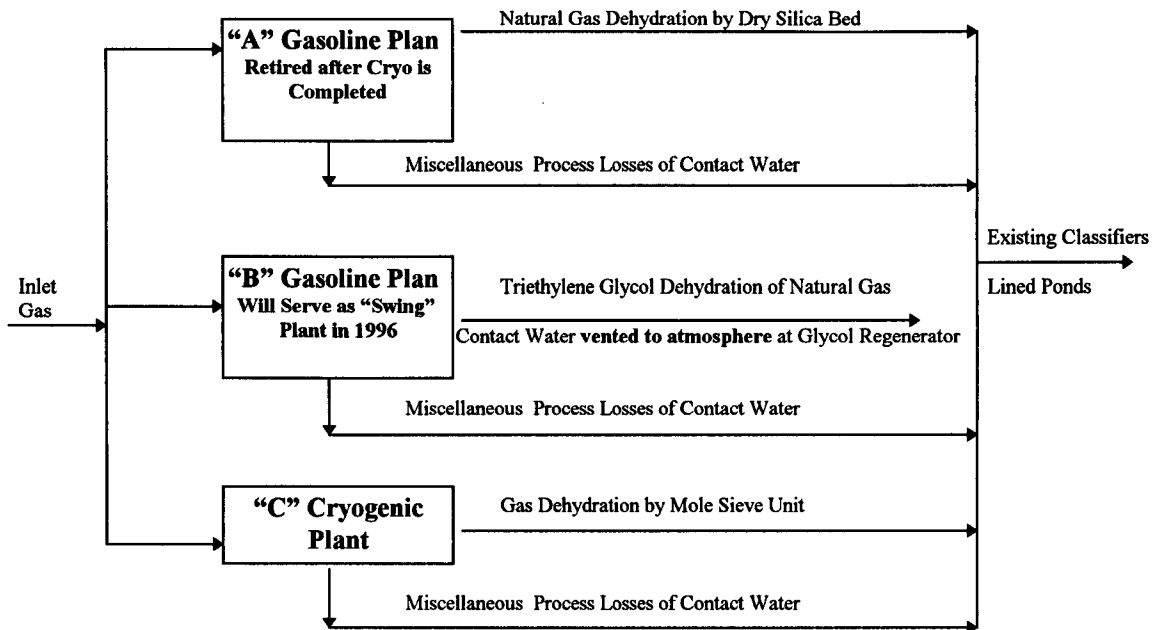 Natural Gas Dehydration by Dry Silica Bed
“A” Gasoline Plan
Retired after Cryo is
Completed
Miscellaneous Process Losses of Contact Water
Existing Classifiers
Lined Ponds
Inlet
Gas
“B” Gasoline Plan
Will Serve as “Swing”
Plant in 1996
Triethylene Glycol Dehydration of Natural Gas
Contact Water vented to atmosphere at Glycol Regenerator
Miscellaneous Process Losses of Contact Water
“C” Cryogenic
Plant
Gas Dehydration by Mole Sieve Unit
Miscellaneous Process Losses of Contact Water